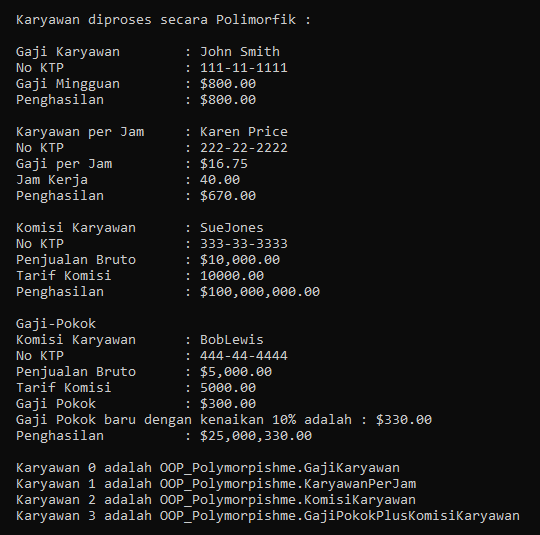 Karyawan diproses secara Polimorfik :
Gaji Karyawan : John Smith
No KTP : 111-11-1111
Gaji Mingguan : $800.00
Penghasilan : $800.00
Karyawan per Jam : Karen Price
No KTP : 222-22-2222
Gaji per Jam : $16.75
Jam Kerja : 40.00
Penghasilan : $670.00
Komisi Karyawan : SueJones
No KTP : 333-33-3333
Penjualan Bruto : $10,000.00
Tarif Komisi : 10000.00
Penghasilan : $100,000,000.00
Gaji-Pokok
Komisi Karyawan : BobLewis
No KTP : 444-44-4444
Penjualan Bruto : $5,000.00
Tarif Komisi : 5000.00
Gaji Pokok : $300.00
Gaji Pokok baru dengan kenaikan 10% adalah : $330.00
Penghasilan : $25,000,330.00
Karyawan 0 adalah OOP_Polymorpishme.GajiKaryawan
Karyawan 1 adalah OOP_Polymorpishme.KaryawanPerJam
Karyawan 2 adalah OOP_Polymorpishme.KomisiKaryawan
Karyawan 3 adalah OOP_Polymorpishme.GajiPokokPlusKomisiKaryawan